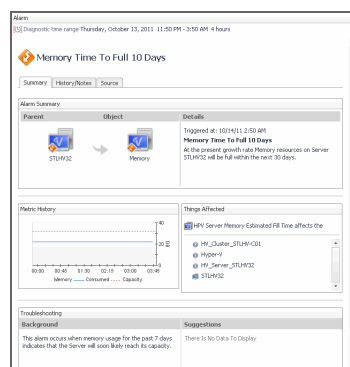 Alarm
Diagnostic time range Thursday, October 13, 2011 11:50 PM - 3:50 AM 4 hours
Memory Time To Full 10 Days
Summary History/Notes Source
Alarm Summary
Parent Object Details
STLHV32 Memory
Triggered at: 10/14/11 2:50 AM
Memory Time To Full 10 Days
At the present growth rate Memory resources on Server
STLHV32 will be full within the next 30 days.
Metric History
40
20
0
00:00 00:45 01:30 02:15 03:00 03:45
Memory Consumed Capacity
Things Affected
HPV Server Memory Estimated Fill Time affects the
HV_Cluster_STLHV-C01
Hyper-V
HV_Server_STLHV32
STLHV32
Troubleshooting
Background Suggestions
This alarm occurs when memory usage for the past 7 days
indicates that the Server will soon likely reach its capacity.
There Is No Data To Display